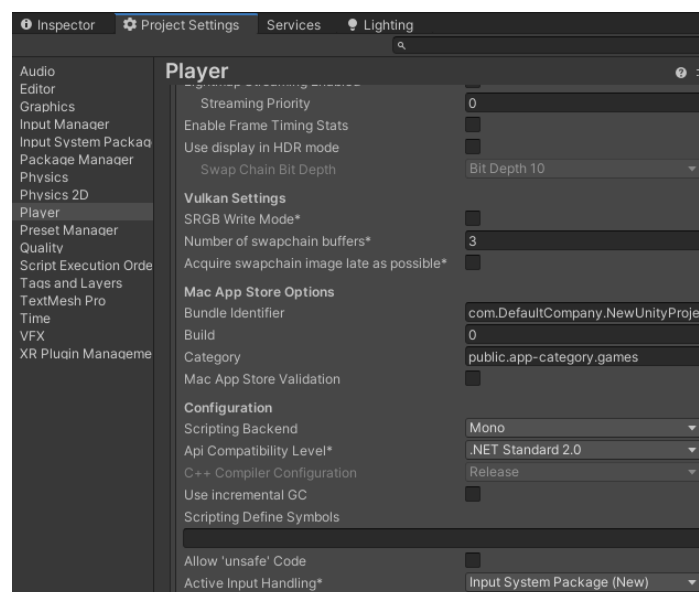 Inspector Project Settings Services Lighting
Audio
Editor
Graphics
Input Manager
Input System Packag
Package Manager
Physics
Physics 2D
Player
Preset Manager
Quality
Script Execution Orde
Tags and Layers
TextMesh Pro
Time
VFX
XR Plugin Manageme
Player
Lightmap Streaming Enabled
Streaming Priority 0
Enable Frame Timing Stats
Use display in HDR mode
Swap Chain Bit Depth Bit Depth 10
Vulkan Settings
SRGB Write Mode*
Number of swapchain buffers* 3
Acquire swapchain image late as possible*
Mac App Store Options
Bundle Identifier com.DefaultCompany.NewUnityProje
Build 0
Category public.app-category.games
Mac App Store Validation
Configuration
Scripting Backend Mono
Api Compatibility Level* .NET Standard 2.0
C++ Compiler Configuration Release
Use incremental GC
Scripting Define Symbols
Allow 'unsafe' Code
Active Input Handling* Input System Package (New)